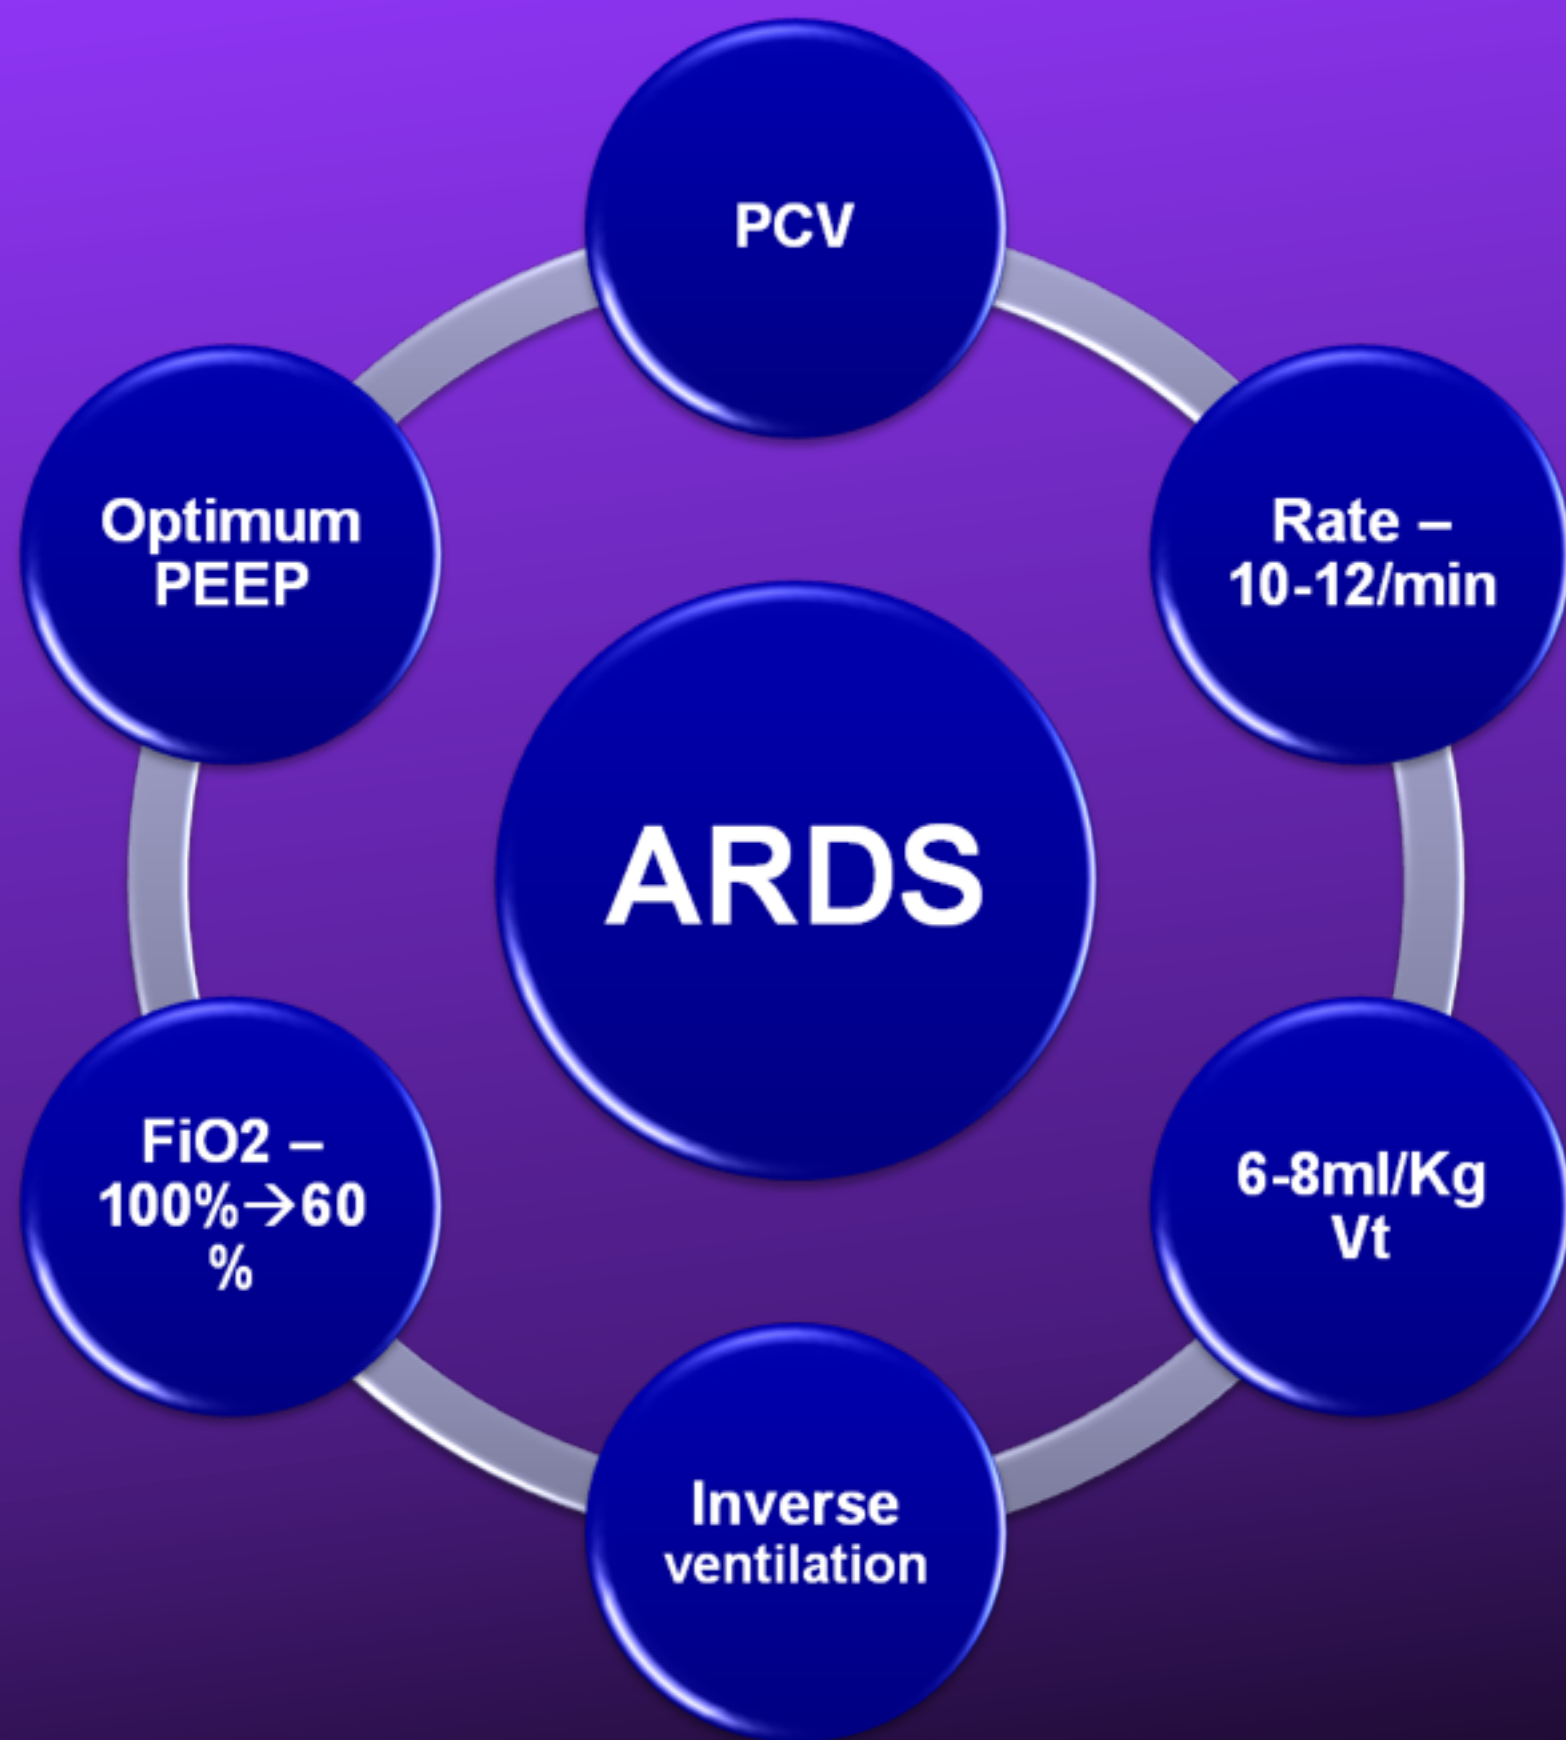 PCV
Rate –
10-12/min
6-8ml/Kg
Vt
Inverse
ventilation
FiO2 –
100%→60
%
Optimum
PEEP
ARDS